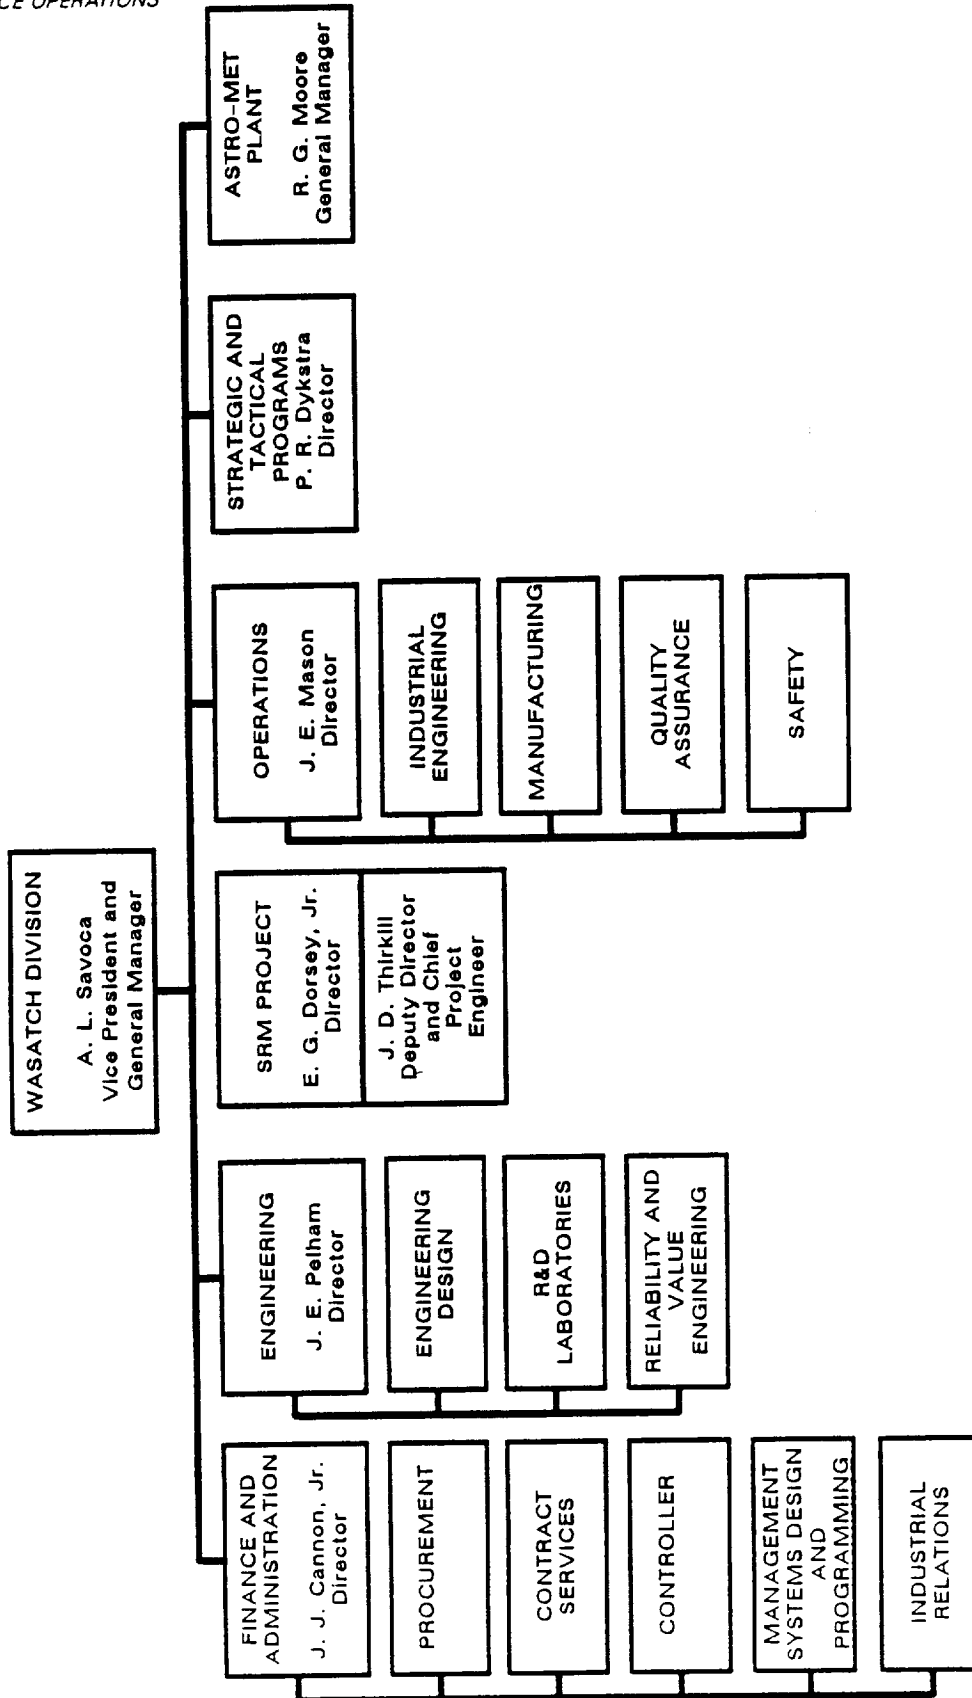 CE OPERATIONS
WASATCH DIVISION
A. L. Savoca
Vice President and
General Manager
FINANCE AND
ADMINISTRATION
J. J. Cannon, Jr.
Director
PROCUREMENT
CONTRACT
SERVICES
CONTROLLER
MANAGEMENT
SYSTEMS DESIGN
AND
PROGRAMMING
INDUSTRIAL
RELATIONS
ENGINEERING
J. E. Pelham
Director
ENGINEERING
DESIGN
R&D
LABORATORIES
RELIABILITY AND
VALUE
ENGINEERING
SRM PROJECT
E. G. Dorsey, Jr.
Director
J. D. Thirkill
Deputy Director
and Chief
Project
Engineer
OPERATIONS
J. E. Mason
Director
INDUSTRIAL
ENGINEERING
MANUFACTURING
QUALITY
ASSURANCE
SAFETY
STRATEGIC AND
TACTICAL
PROGRAMS
P. R. Dykstra
Director
ASTRO-MET
PLANT
R. G. Moore
General Manager